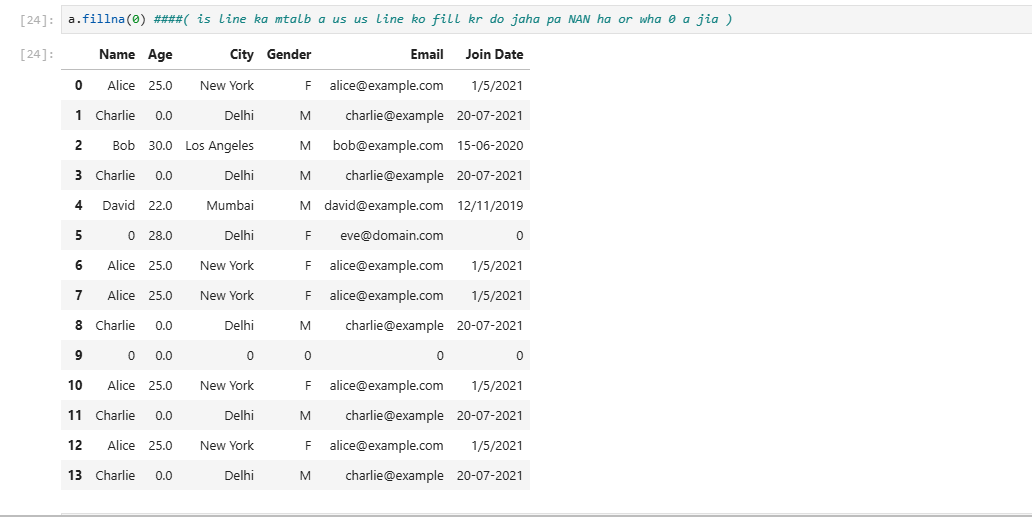 [24]: a.fillna(0) ####( is line ka mtalb a us us line ko fill kr do jaha pa NAN ha or wha 0 a jia )
[24]:
Name Age City Gender Email Join Date
0 Alice 25.0 New York F alice@example.com 1/5/2021
1 Charlie 0.0 Delhi M charlie@example 20-07-2021
2 Bob 30.0 Los Angeles M bob@example.com 15-06-2020
3 Charlie 0.0 Delhi M charlie@example 20-07-2021
4 David 22.0 Mumbai M david@example.com 12/11/2019
5 0 28.0 Delhi F eve@domain.com 0
6 Alice 25.0 New York F alice@example.com 1/5/2021
7 Alice 25.0 New York F alice@example.com 1/5/2021
8 Charlie 0.0 Delhi M charlie@example 20-07-2021
9 0 0.0 0 0 0 0
10 Alice 25.0 New York F alice@example.com 1/5/2021
11 Charlie 0.0 Delhi M charlie@example 20-07-2021
12 Alice 25.0 New York F alice@example.com 1/5/2021
13 Charlie 0.0 Delhi M charlie@example 20-07-2021